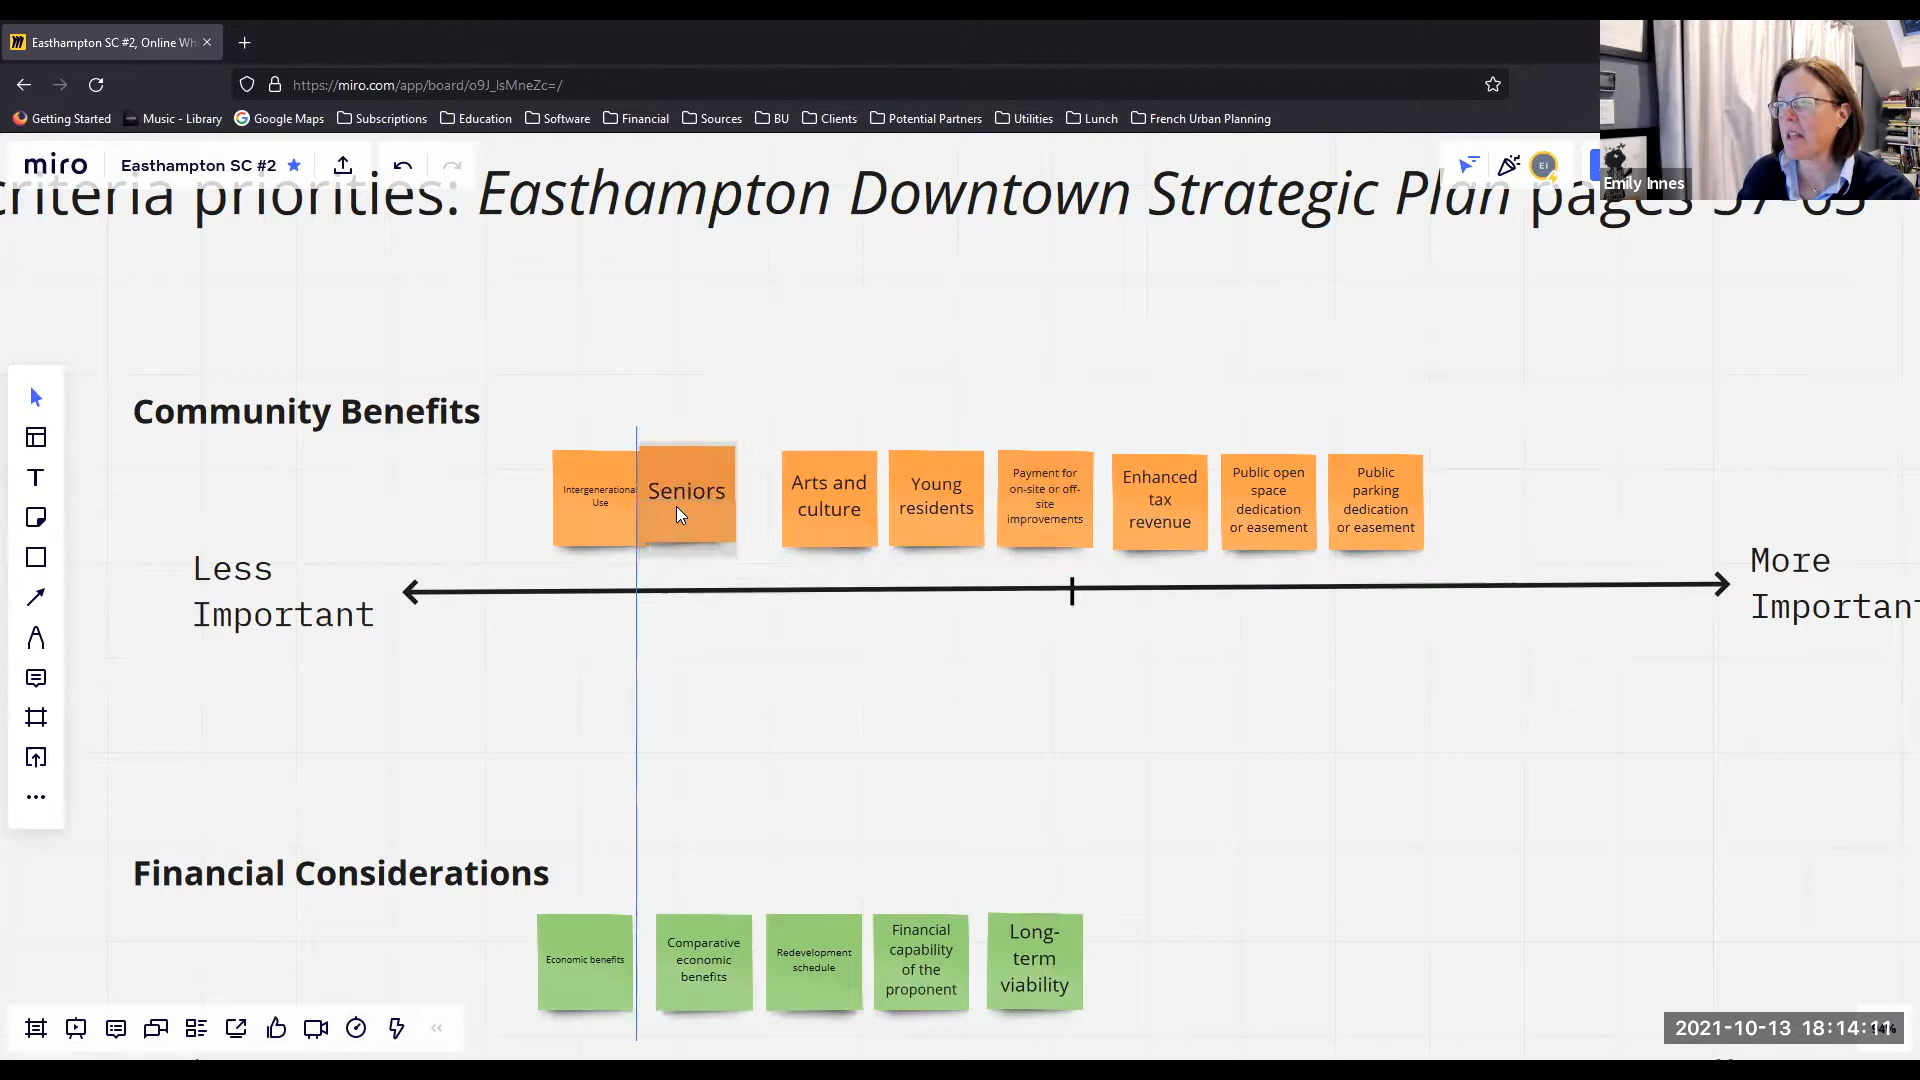 Easthampton SC #2, Online Wh
https://miro.com/app/board/o9J_lsMneZc=/
Getting Started Music - Library Google Maps Subscriptions Education Software Financial Sources BU Clients Potential Partners Utilities Lunch French Urban Planning
miro Easthampton SC #2
EI
Emily Innes
criteria priorities: Easthampton Downtown Strategic Plan pages 57-63
Community Benefits
Intergenerational
Use
Seniors
Arts and
culture
Young
residents
Payment for
on-site or off-
site
improvements
Enhanced
tax
revenue
Public open
space
dedication
or easement
Public
parking
dedication
or easement
Less
Important
More
Important
Financial Considerations
Economic benefits
Comparative
economic
benefits
Redevelopment
schedule
Financial
capability
of the
proponent
Long-
term
viability
2021-10-13 18:14:11